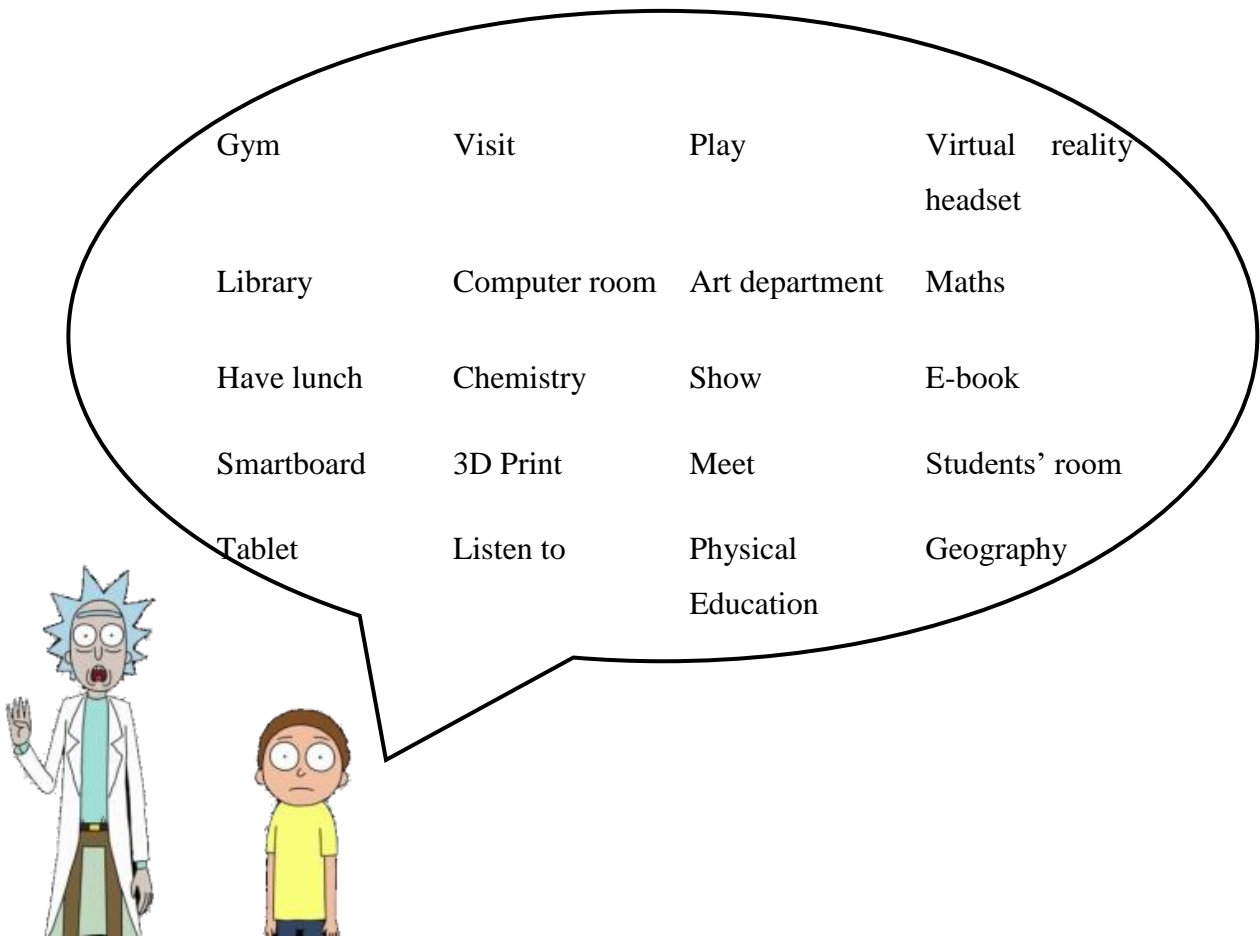 Gym Visit Play Virtual reality
headset
Library Computer room Art department Maths
Have lunch Chemistry Show E-book
Smartboard 3D Print Meet Students’ room
Tablet Listen to Physical Geography
Education